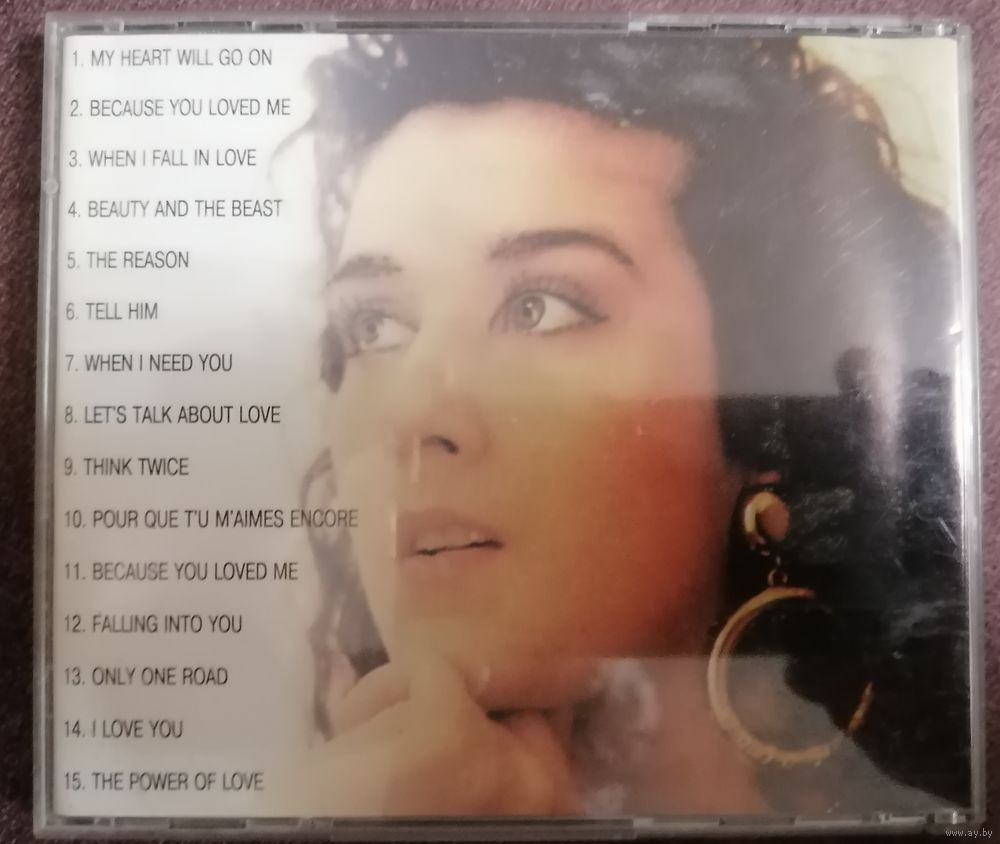 1. MY HEART WILL GO ON
2. BECAUSE YOU LOVED ME
3. WHEN I FALL IN LOVE
4. BEAUTY AND THE BEAST
5. THE REASON
6. TELL HIM
7. WHEN I NEED YOU
8. LET'S TALK ABOUT LOVE
9. THINK TWICE
10. POUR QUE T'U M'AIMES ENCORE
11. BECAUSE YOU LOVED ME
12. FALLING INTO YOU
13. ONLY ONE ROAD
14. I LOVE YOU
15. THE POWER OF LOVE
www.ay.by